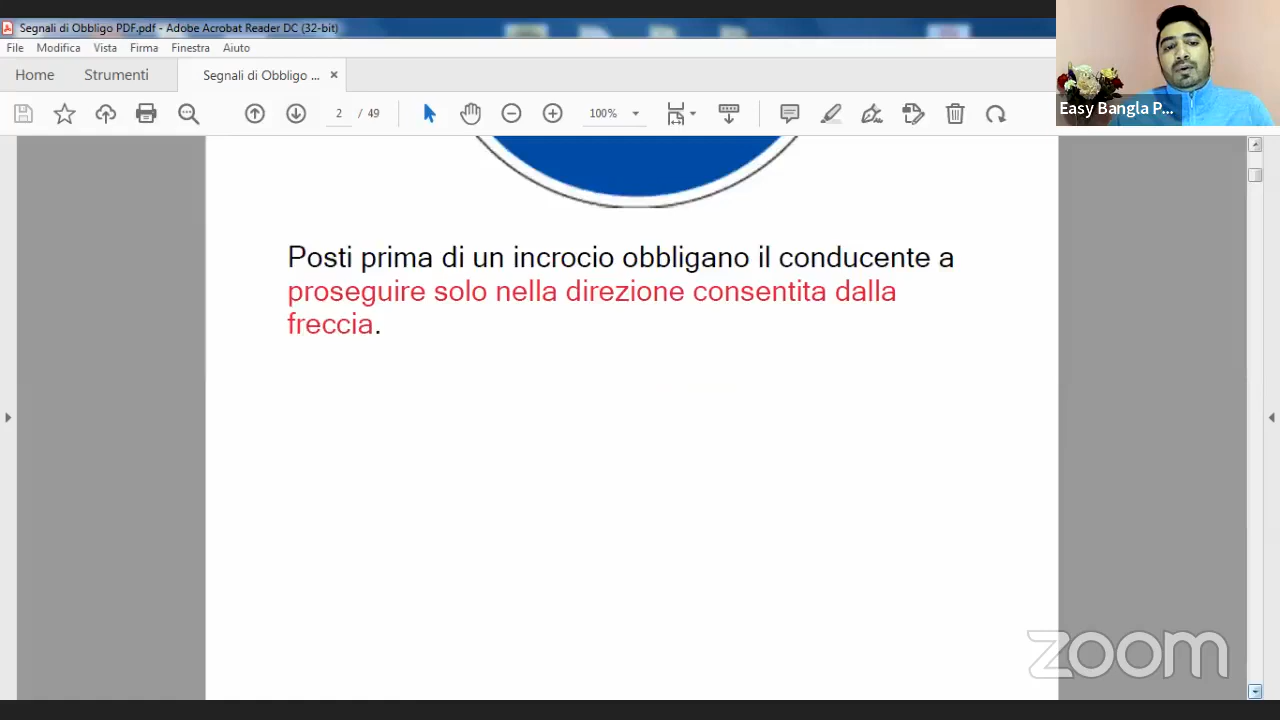 Segnali di Obbligo PDF.pdf - Adobe Acrobat Reader DC (32-bit)
File Modifica Vista Firma Finestra Aiuto
Home Strumenti Segnali di Obbligo ... ×
2 / 49 100%
Easy Bangla P...
Posti prima di un incrocio obbligano il conducente a
proseguire solo nella direzione consentita dalla
freccia.
zoom